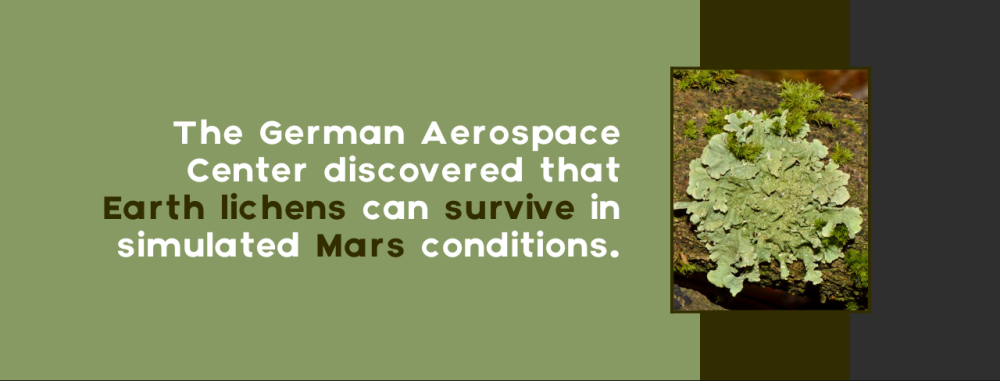 The German Aerospace
Center discovered that
Earth lichens can survive in
simulated Mars conditions.